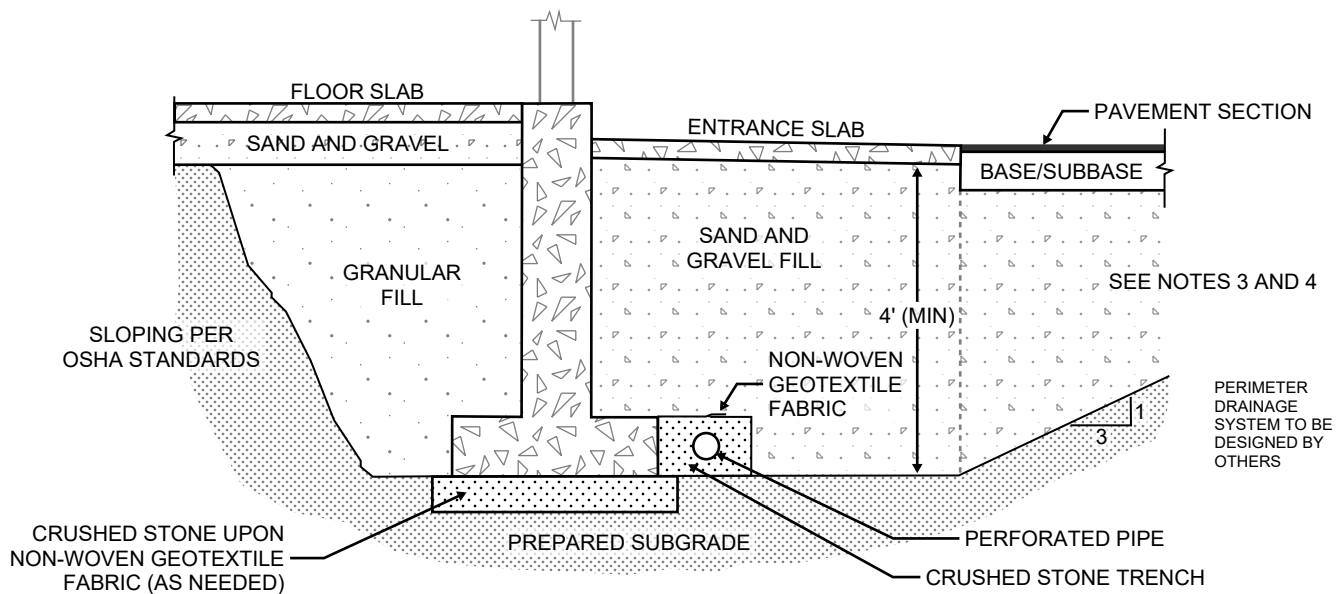 FLOOR SLAB
SAND AND GRAVEL
ENTRANCE SLAB
PAVEMENT SECTION
BASE/SUBBASE
GRANULAR
FILL
SAND AND
GRAVEL FILL
SEE NOTES 3 AND 4
4' (MIN)
SLOPING PER
OSHA STANDARDS
NON-WOVEN
GEOTEXTILE
FABRIC
1
3
PERIMETER
DRAINAGE
SYSTEM TO BE
DESIGNED BY
OTHERS
CRUSHED STONE UPON
NON-WOVEN GEOTEXTILE
FABRIC (AS NEEDED)
PREPARED SUBGRADE
PERFORATED PIPE
CRUSHED STONE TRENCH